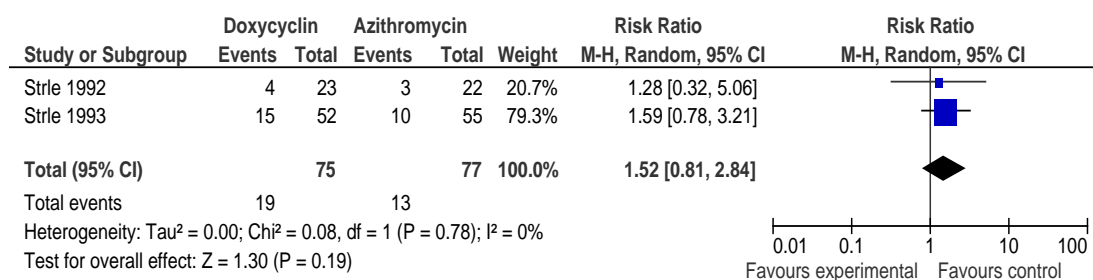 Doxycyclin Azithromycin Risk Ratio Risk Ratio
Study or Subgroup Events Total Events Total Weight M-H, Random, 95% CI M-H, Random, 95% CI
Strle 1992 4 23 3 22 20.7% 1.28 [0.32, 5.06]
Strle 1993 15 52 10 55 79.3% 1.59 [0.78, 3.21]
Total (95% CI) 75 77 100.0% 1.52 [0.81, 2.84]
Total events 19 13
Heterogeneity: Tau² = 0.00; Chi² = 0.08, df = 1 (P = 0.78); I² = 0%
Test for overall effect: Z = 1.30 (P = 0.19)
0.01 0.1 1 10 100
Favours experimental Favours control